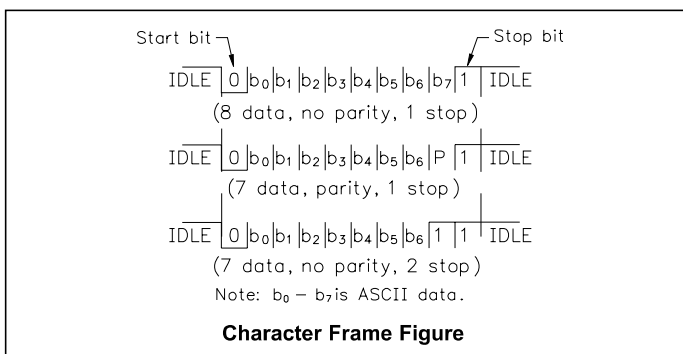 Start bit Stop bit
IDLE 0 b₀ b₁ b₂ b₃ b₄ b₅ b₆ b₇ 1 IDLE
(8 data, no parity, 1 stop)
IDLE 0 b₀ b₁ b₂ b₃ b₄ b₅ b₆ P 1 IDLE
(7 data, parity, 1 stop)
IDLE 0 b₀ b₁ b₂ b₃ b₄ b₅ b₆ 1 1 IDLE
(7 data, no parity, 2 stop)
Note: b₀ – b₇ is ASCII data.
Character Frame Figure